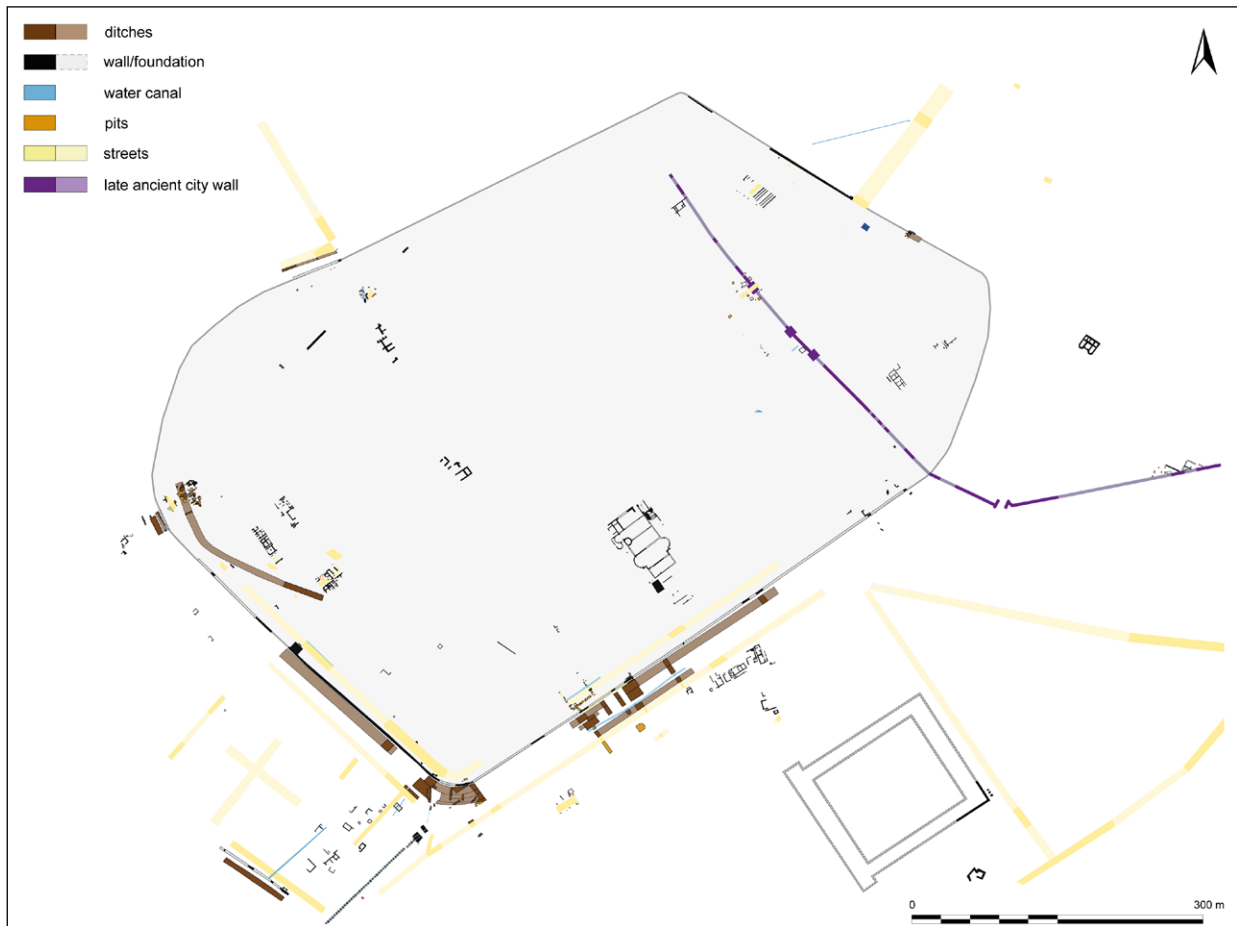 ditches
wall/foundation
water canal
pits
streets
late ancient city wall
0 300 m